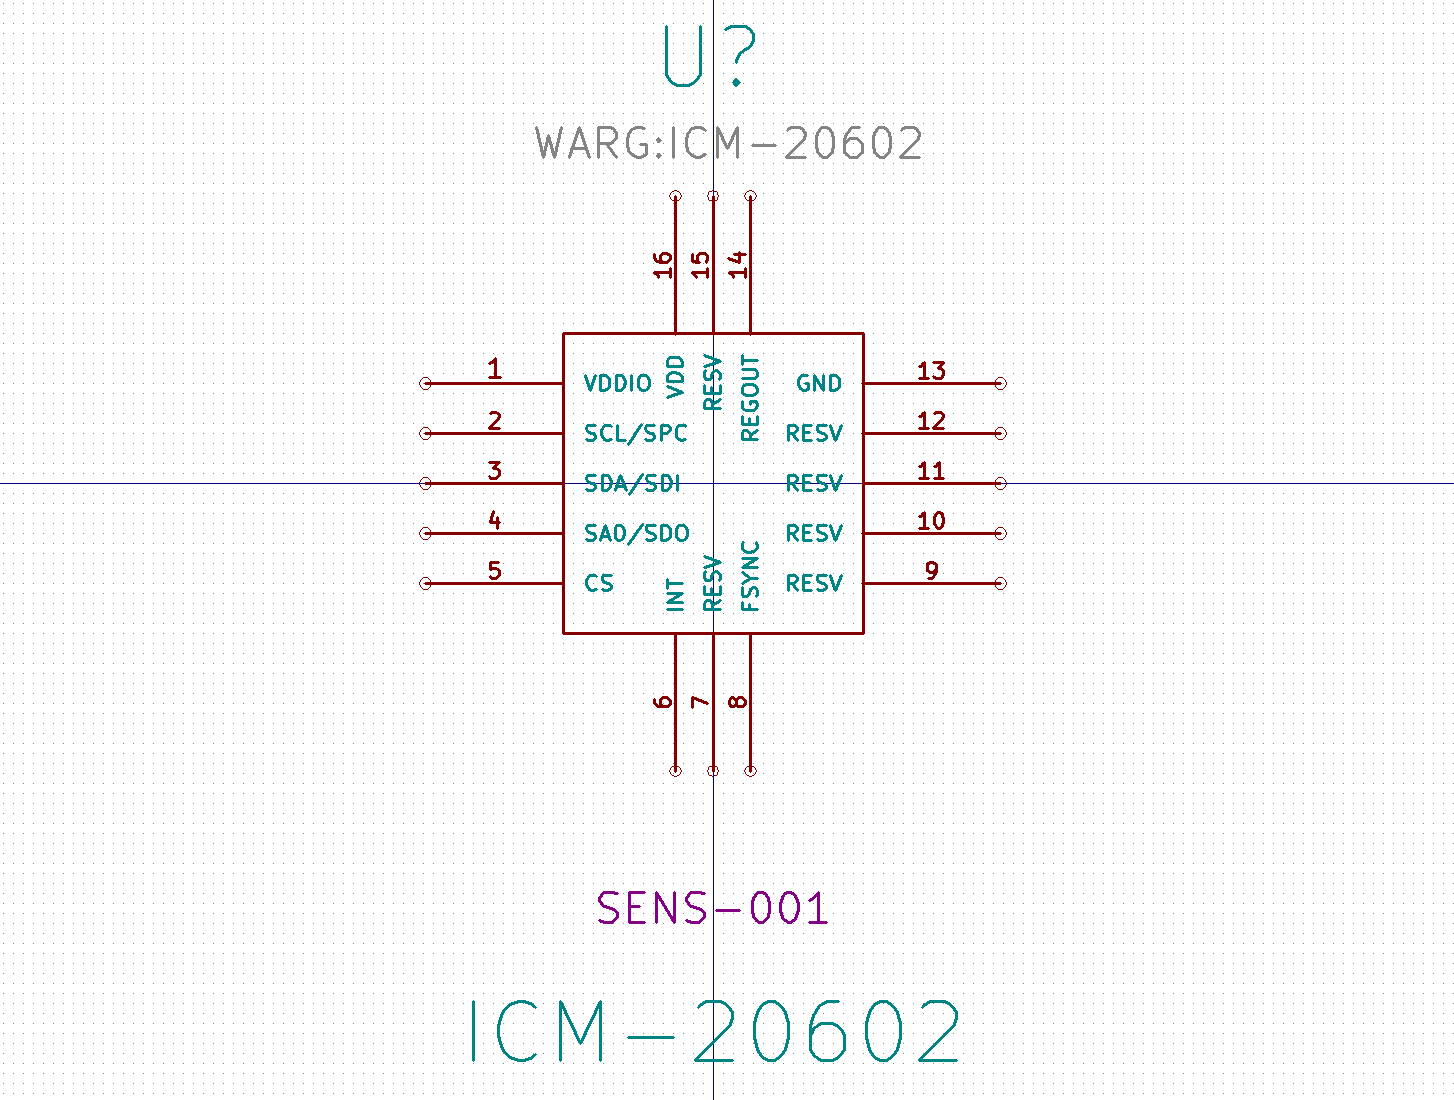 U?
WARG:ICM-20602
16 15 14
1 VDDIO VDD RESV REGOUT GND 13
2 SCL/SPC RESV 12
3 SDA/SDI RESV 11
4 SA0/SDO RESV 10
5 CS INT RESV FSYNC RESV 9
6 7 8
SENS-001
ICM-20602